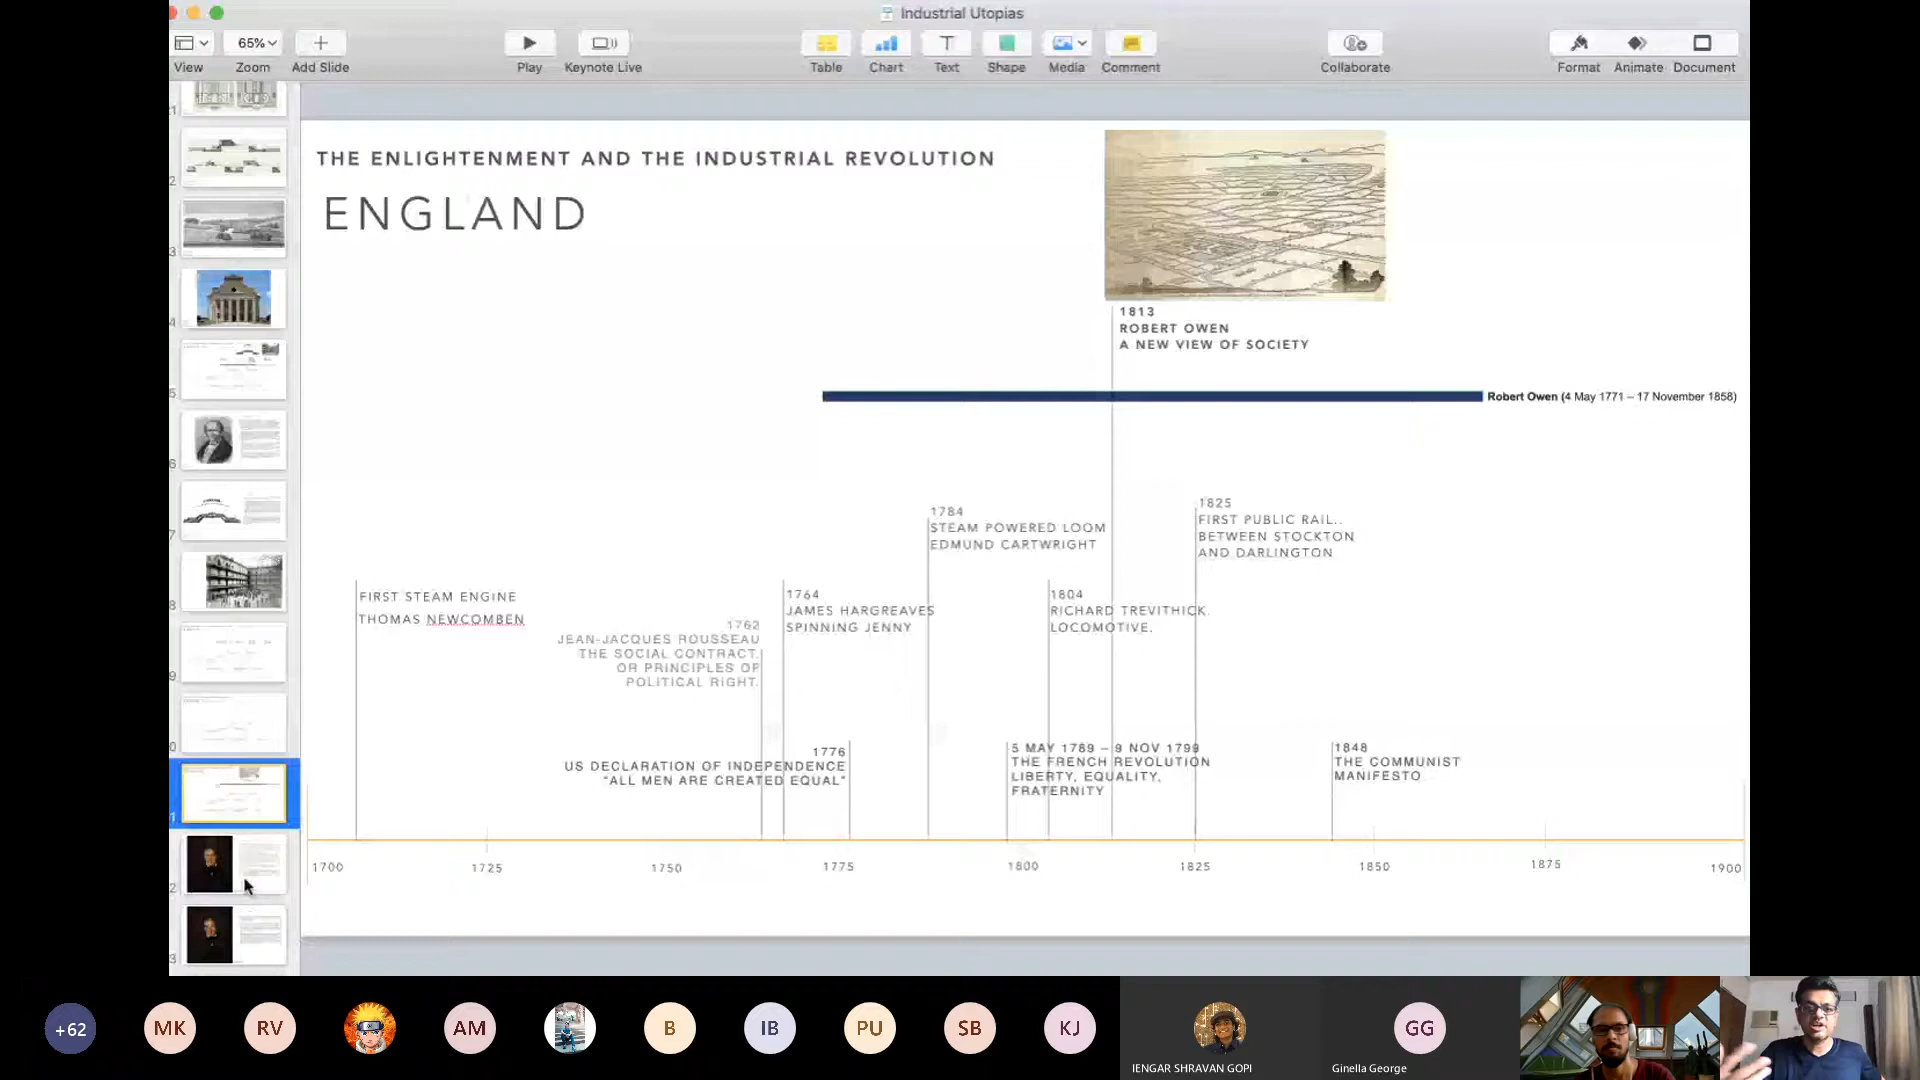 Industrial Utopias
65%
View
Zoom
Add Slide
Play
Keynote Live
Table
Chart
Text
Shape
Media
Comment
Collaborate
Format
Animate
Document
THE ENLIGHTENMENT AND THE INDUSTRIAL REVOLUTION
ENGLAND
1813
ROBERT OWEN
A NEW VIEW OF SOCIETY
Robert Owen (4 May 1771 – 17 November 1858)
1784
STEAM POWERED LOOM
EDMUND CARTWRIGHT
1825
FIRST PUBLIC RAIL..
BETWEEN STOCKTON
AND DARLINGTON
FIRST STEAM ENGINE
THOMAS NEWCOMBEN
1762
JEAN-JACQUES ROUSSEAU
THE SOCIAL CONTRACT.
OR PRINCIPLES OF
POLITICAL RIGHT.
1764
JAMES HARGREAVES
SPINNING JENNY
1804
RICHARD TREVITHICK.
LOCOMOTIVE.
1776
US DECLARATION OF INDEPENDENCE
"ALL MEN ARE CREATED EQUAL"
5 MAY 1789 – 9 NOV 1799
THE FRENCH REVOLUTION
LIBERTY, EQUALITY,
FRATERNITY
1848
THE COMMUNIST
MANIFESTO
1700
1725
1750
1775
1800
1825
1850
1875
1900
+62
MK
RV
AM
B
IB
PU
SB
KJ
GG
IENGAR SHRAVAN GOPI
Ginella George